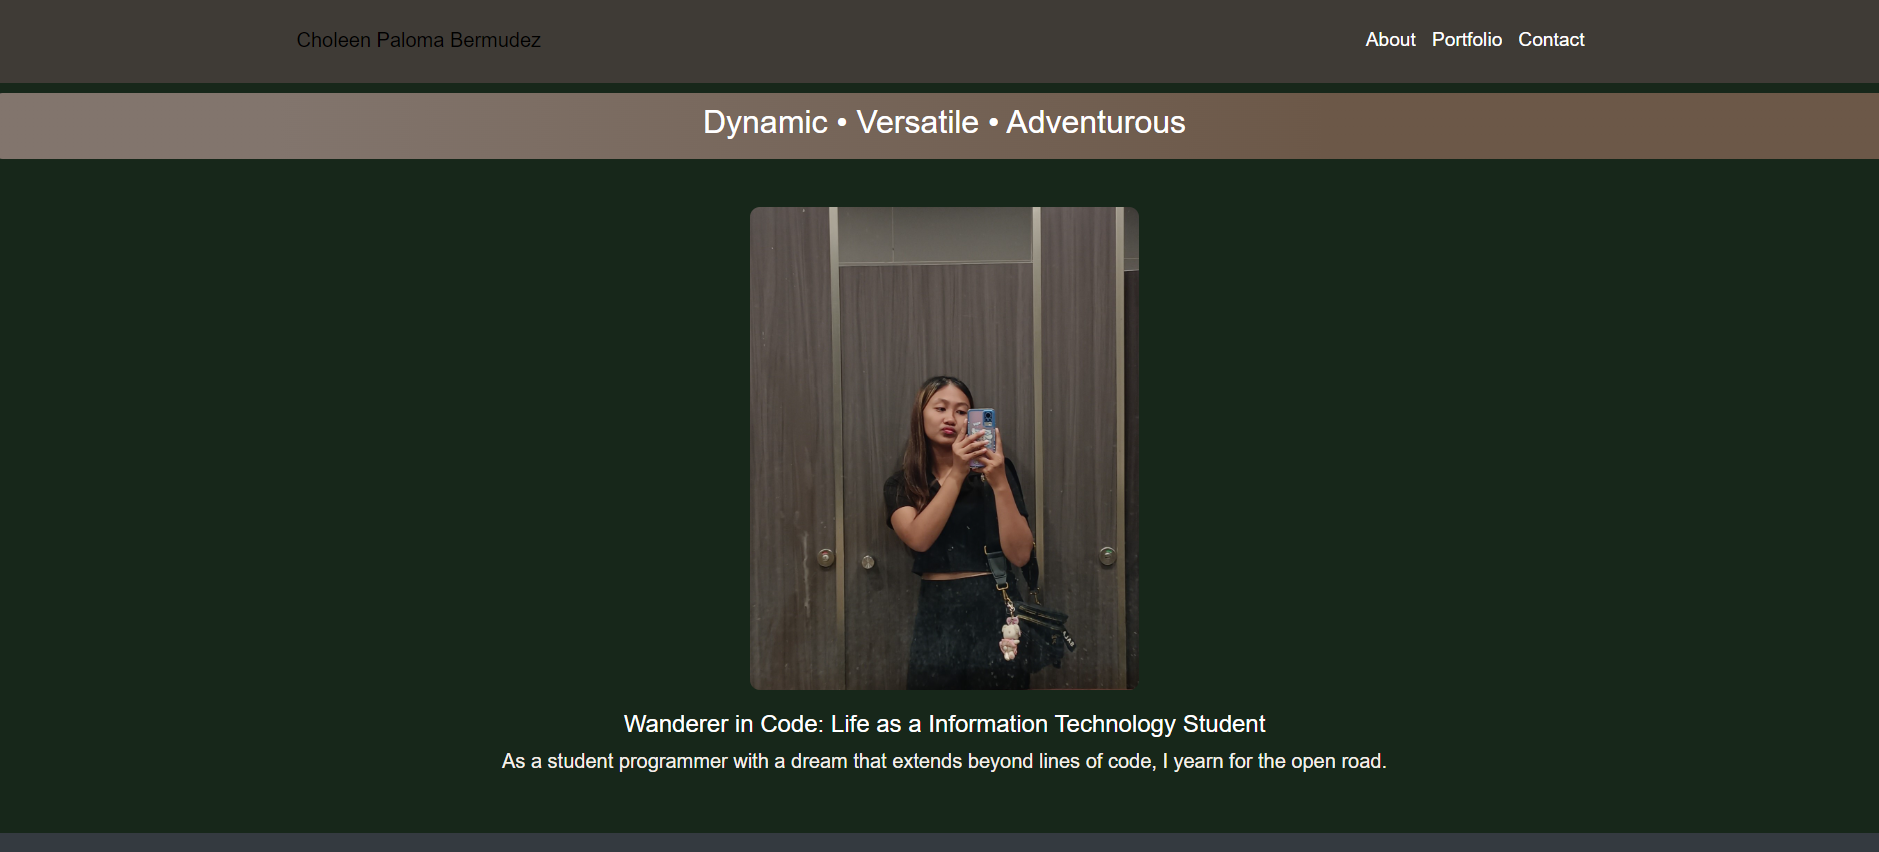 Choleen Paloma Bermudez
About Portfolio Contact
Dynamic • Versatile • Adventurous
Wanderer in Code: Life as a Information Technology Student
As a student programmer with a dream that extends beyond lines of code, I yearn for the open road.